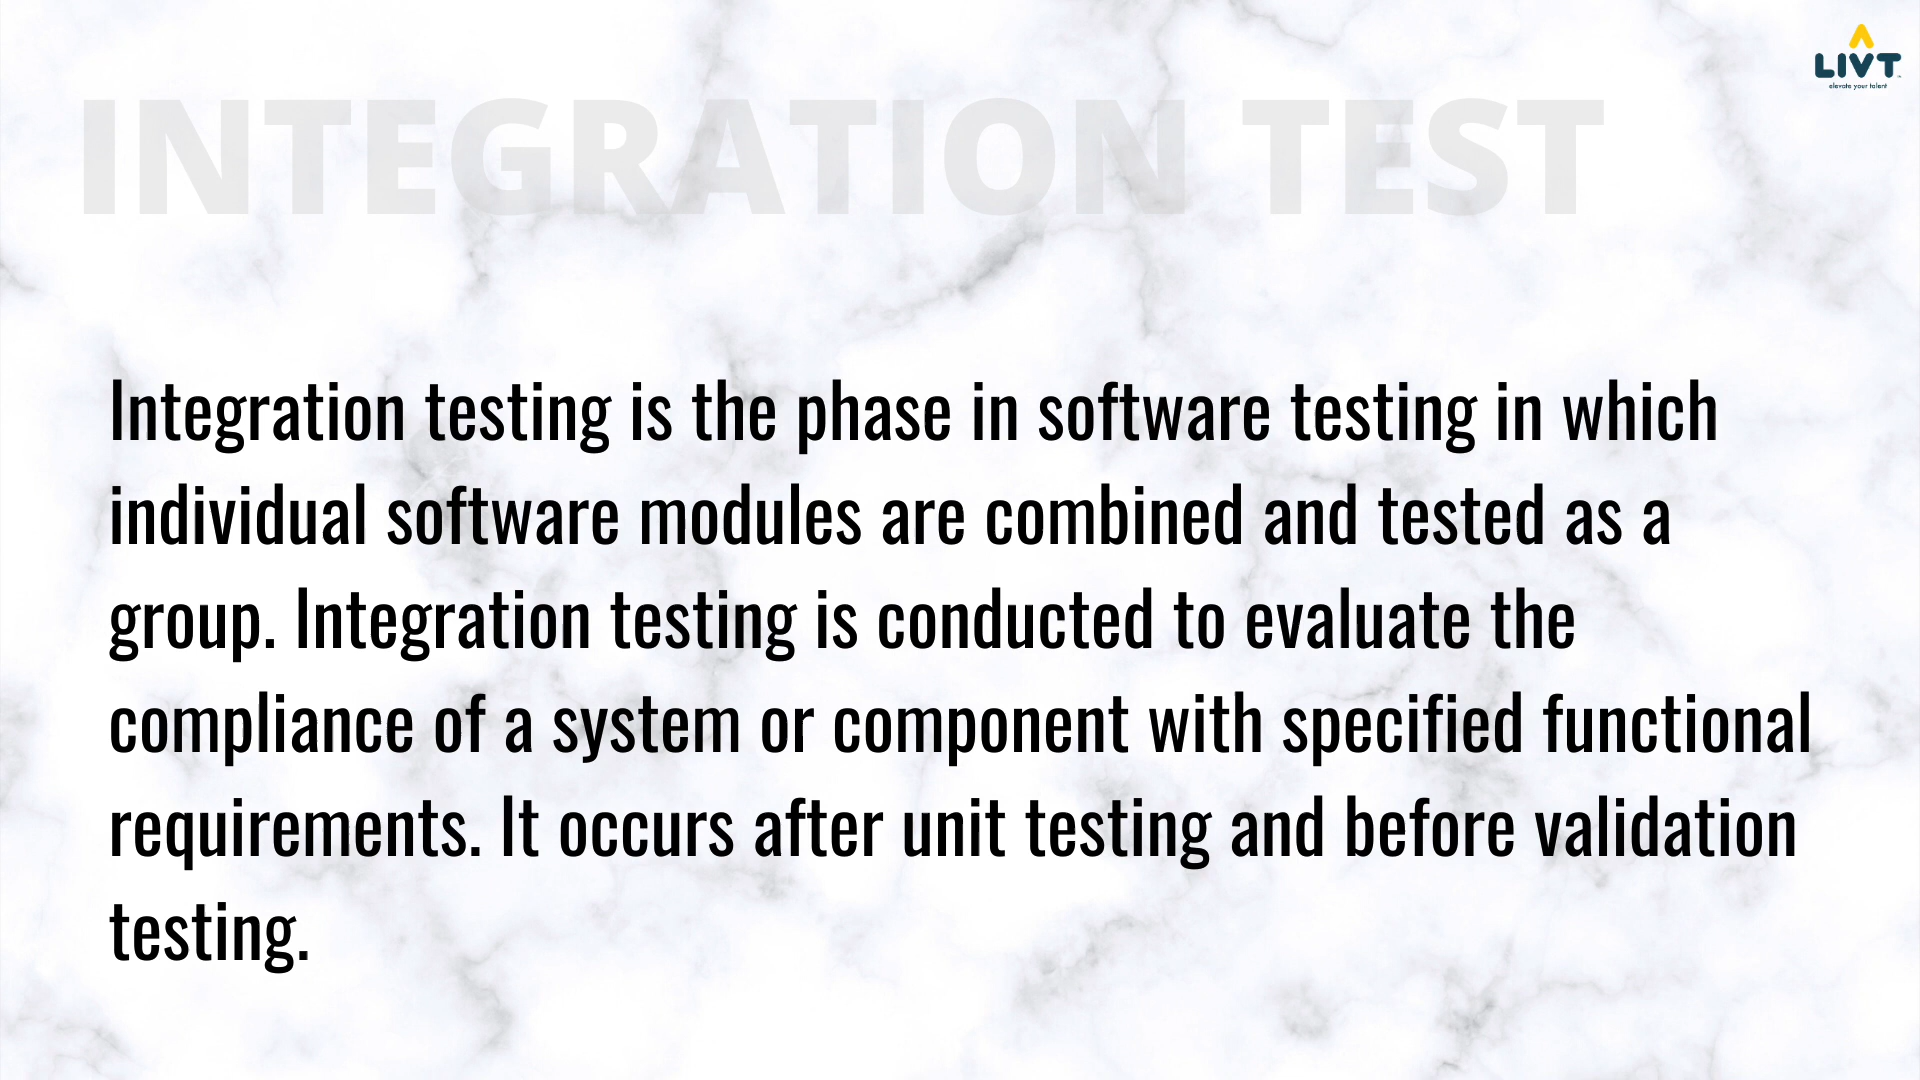 LIVT
elevate your talent
INTEGRATION TEST
Integration testing is the phase in software testing in which
individual software modules are combined and tested as a
group. Integration testing is conducted to evaluate the
compliance of a system or component with specified functional
requirements. It occurs after unit testing and before validation
testing.